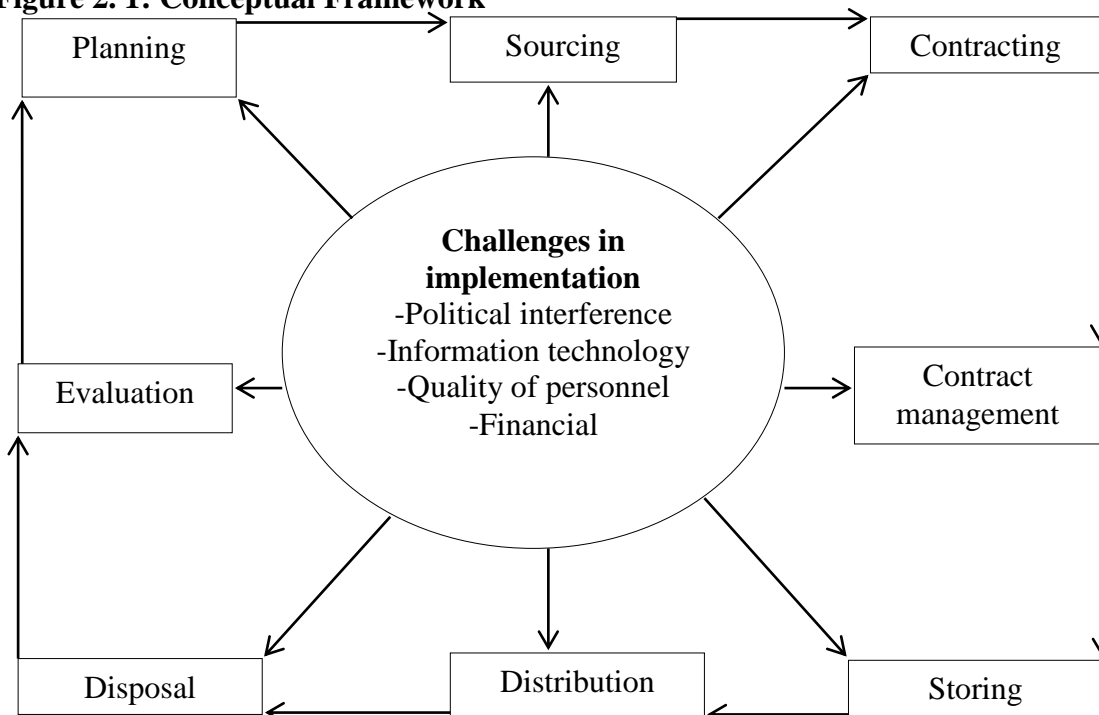 Figure 2. 1: Conceptual Framework
Planning
Sourcing
Contracting
Challenges in
implementation
-Political interference
-Information technology
-Quality of personnel
-Financial
Evaluation
Contract
management
Disposal
Distribution
Storing